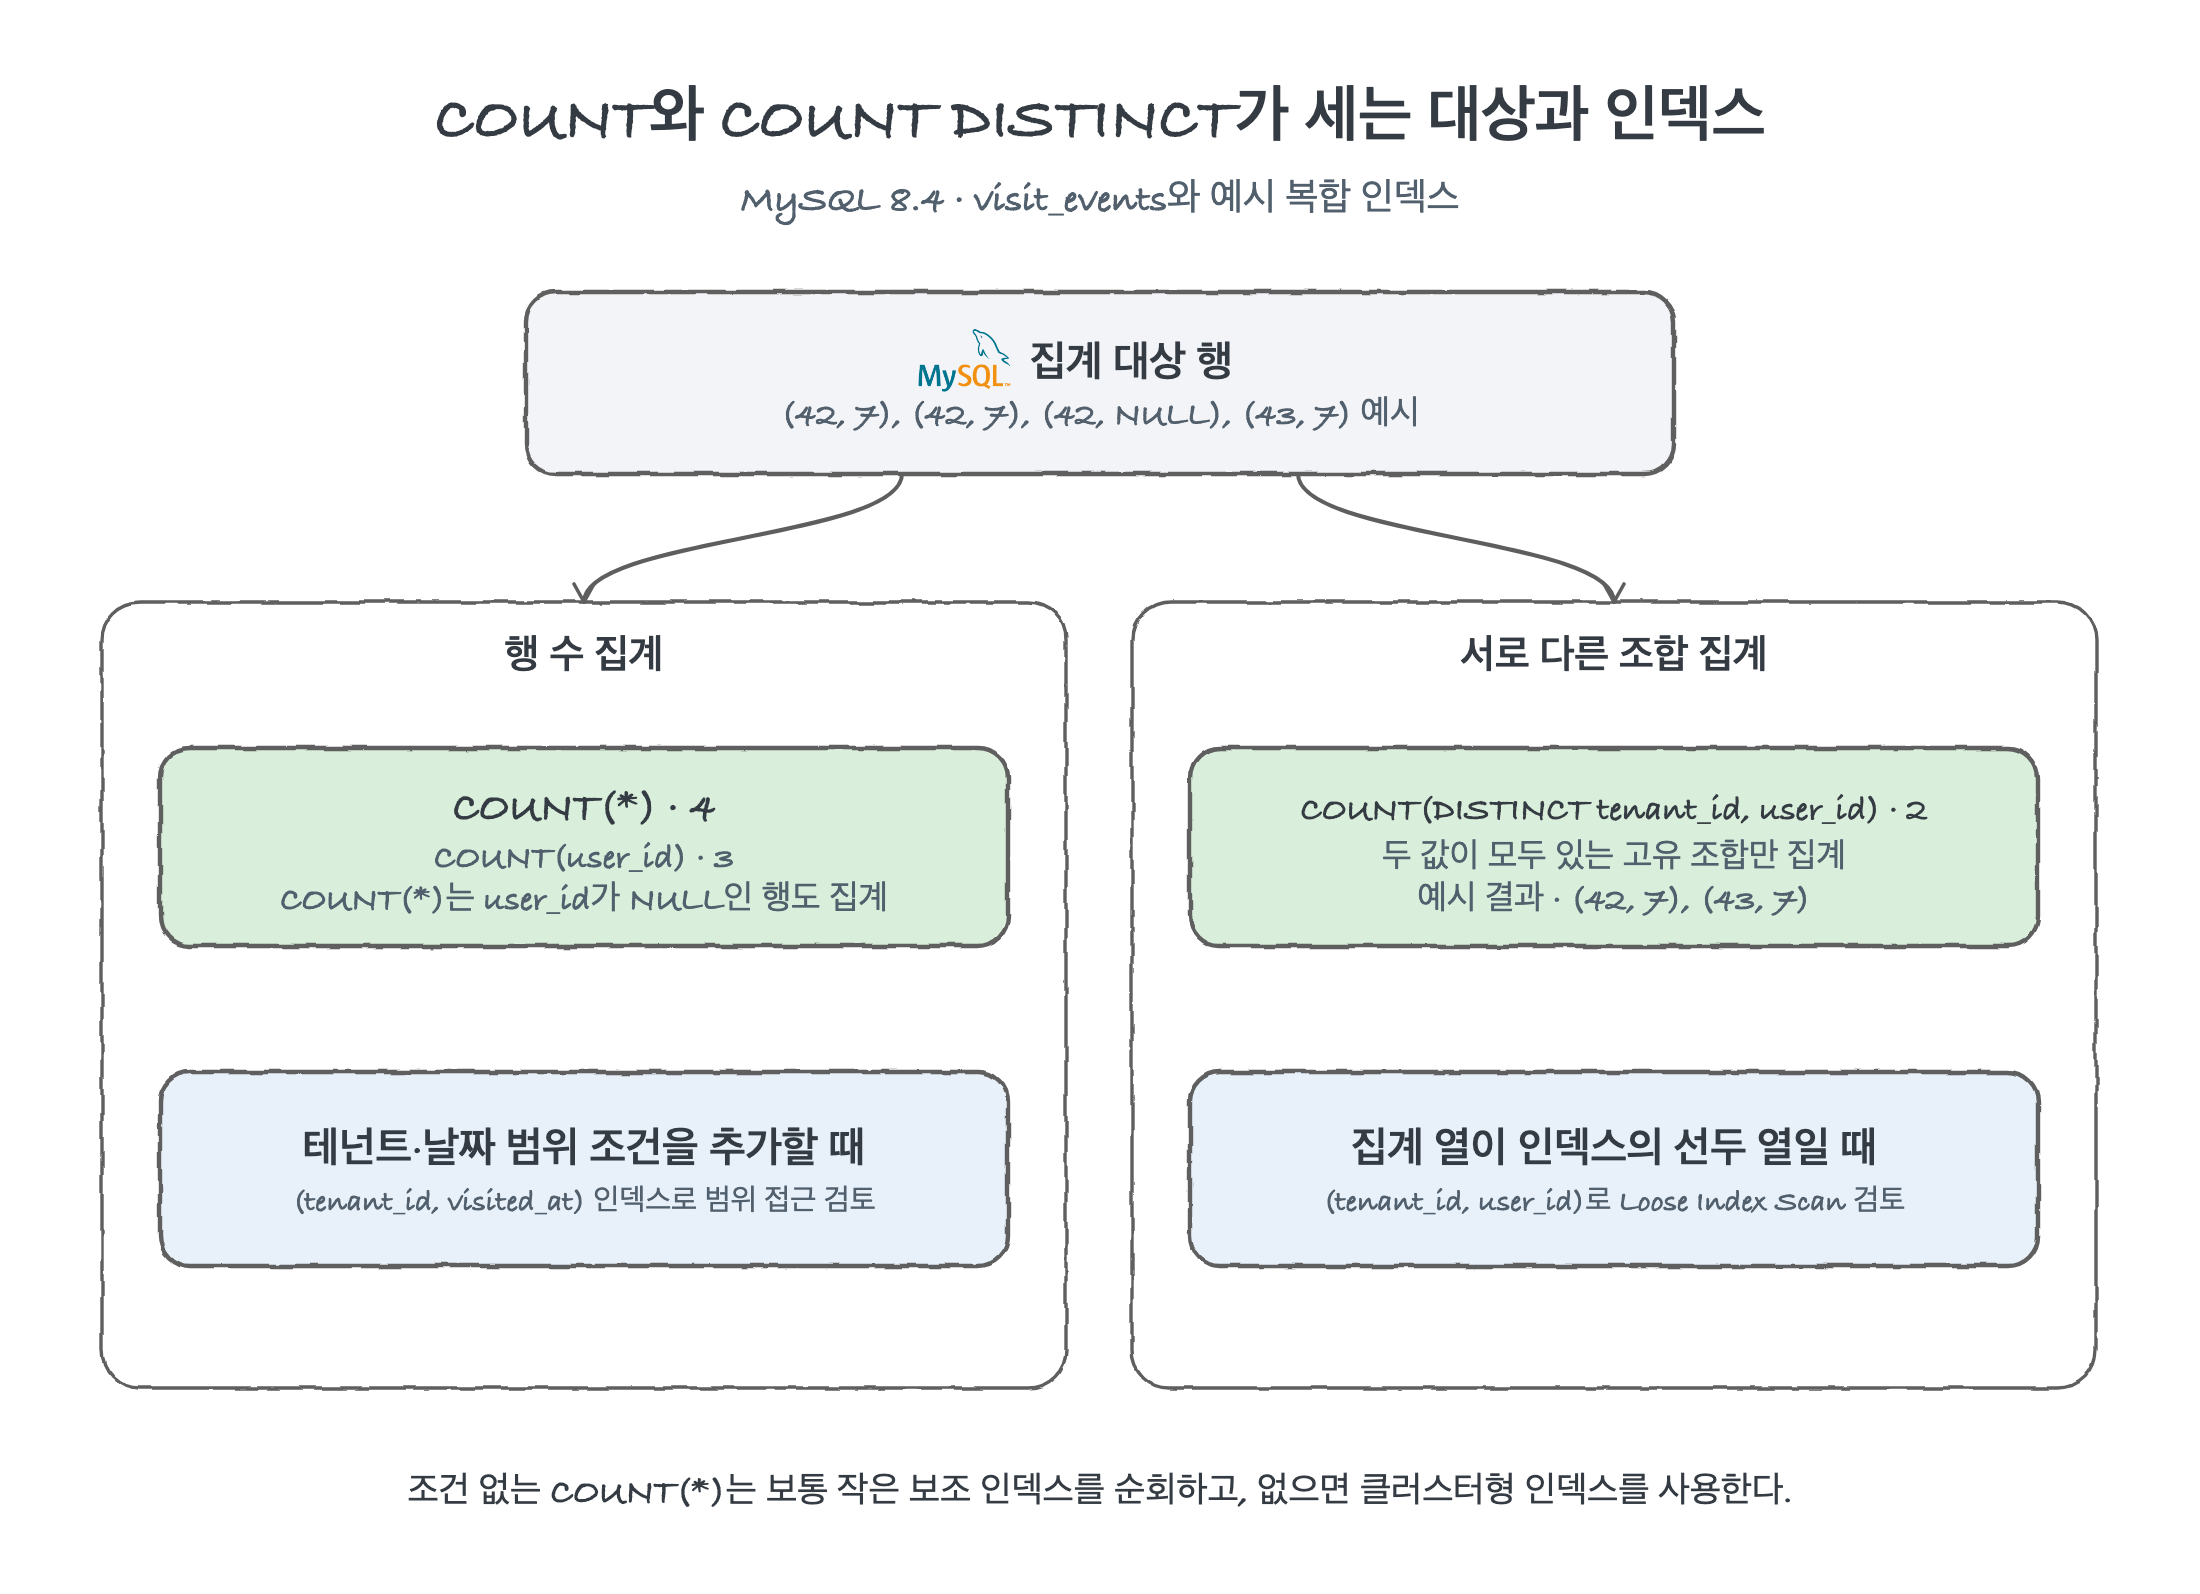 COUNT와 COUNT DISTINCT가 세는 대상과 인덱스
MySQL 8.4 · visit_events와 예시 복합 인덱스
MySQL™ 집계 대상 행
(42, 7), (42, 7), (42, NULL), (43, 7) 예시
행 수 집계
COUNT(*) · 4
COUNT(user_id) · 3
COUNT(*)는 user_id가 NULL인 행도 집계
테넌트·날짜 범위 조건을 추가할 때
(tenant_id, visited_at) 인덱스로 범위 접근 검토
서로 다른 조합 집계
COUNT(DISTINCT tenant_id, user_id) · 2
두 값이 모두 있는 고유 조합만 집계
예시 결과 · (42, 7), (43, 7)
집계 열이 인덱스의 선두 열일 때
(tenant_id, user_id)로 Loose Index Scan 검토
조건 없는 COUNT(*)는 보통 작은 보조 인덱스를 순회하고, 없으면 클러스터형 인덱스를 사용한다.